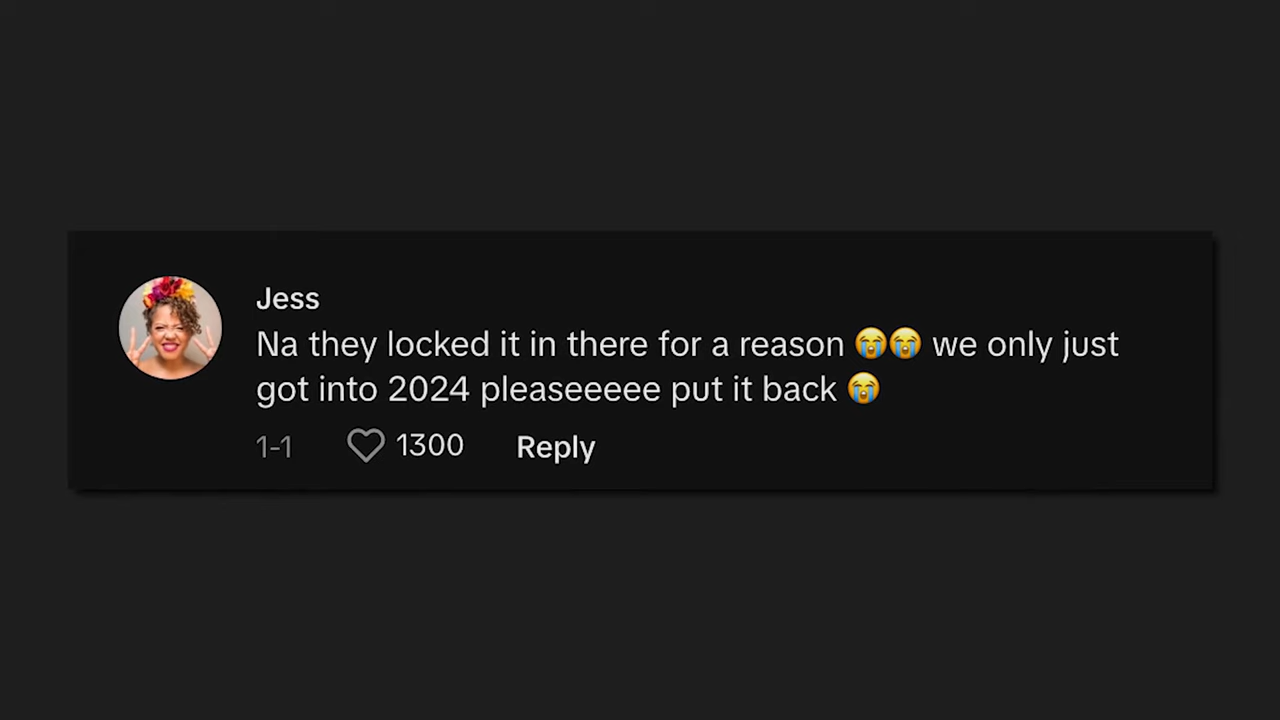 Jess
Na they locked it in there for a reason 😭😭 we only just
got into 2024 pleaseeeee put it back 😭
1-1 1300 Reply